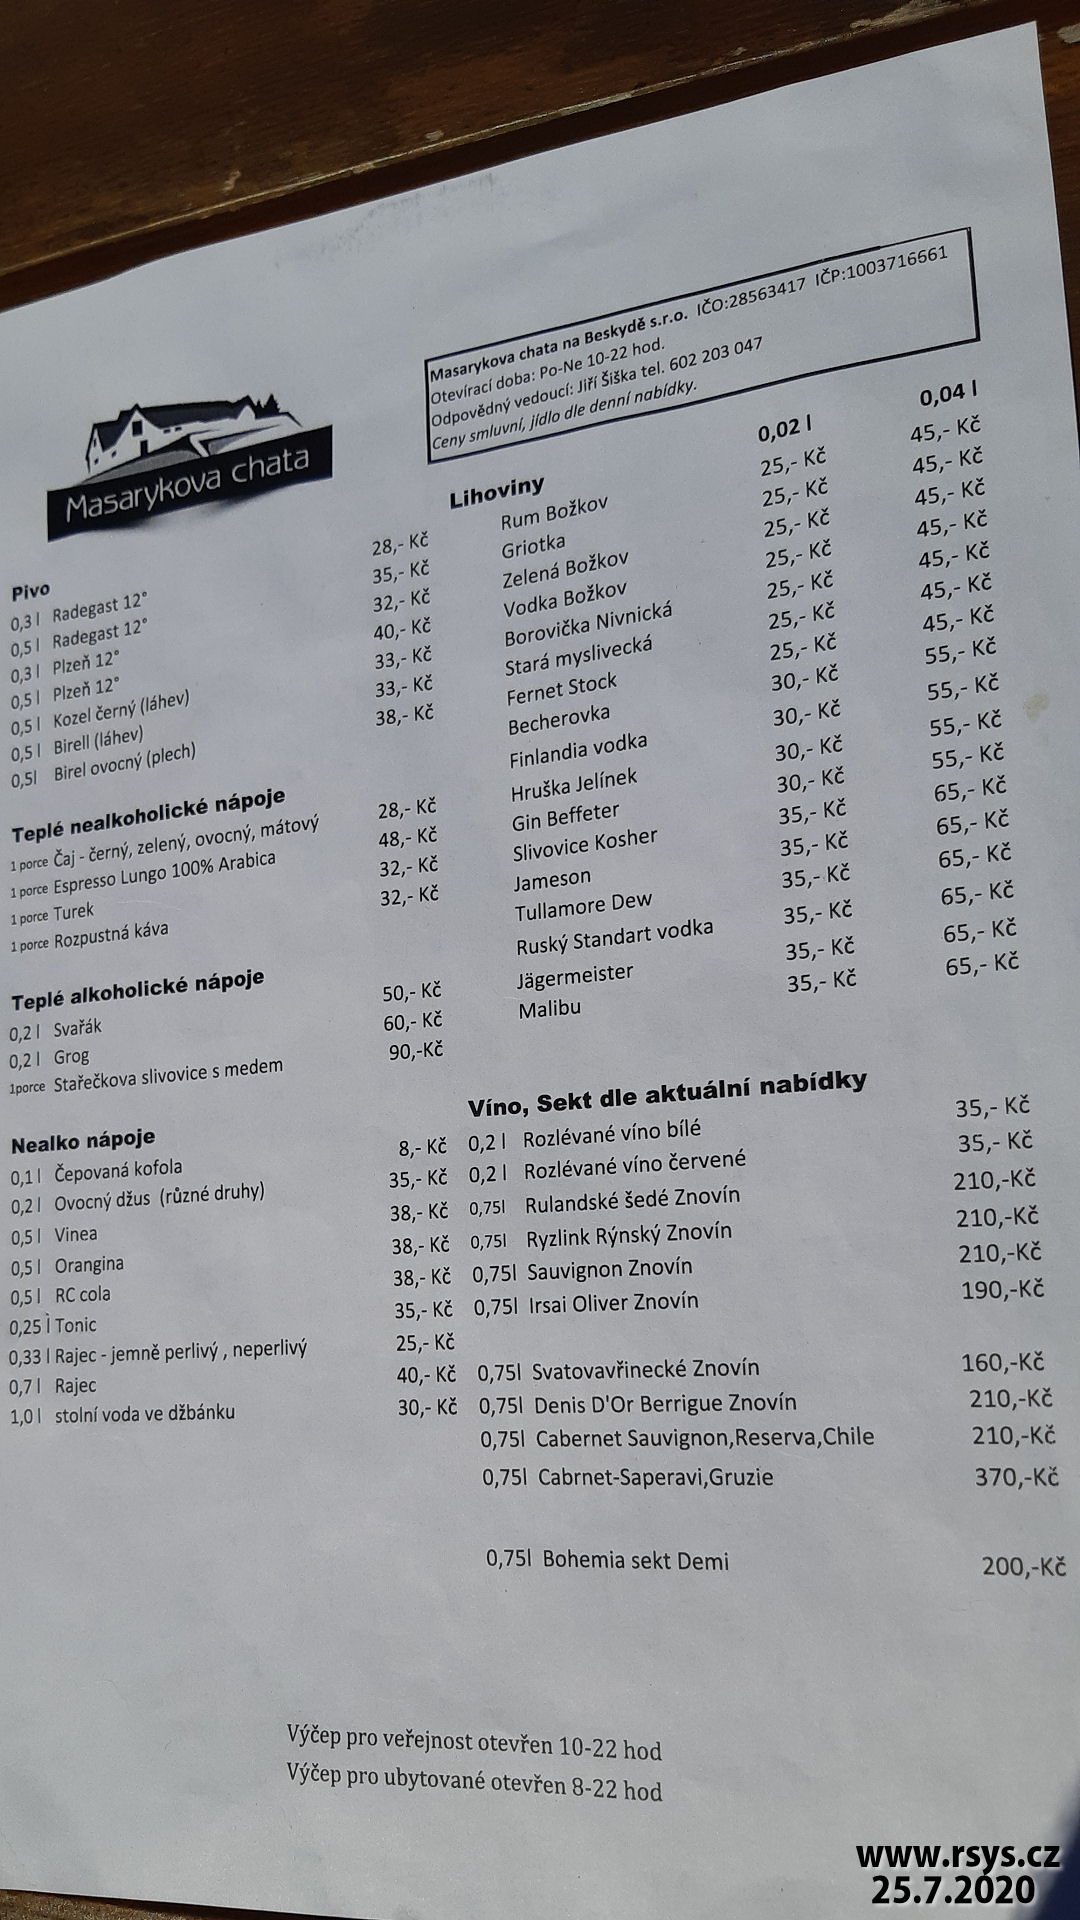 Masarykova chata
Masarykova chata na Beskydě s.r.o. IČO:28563417 IČP:1003716661
Otevírací doba: Po-Ne 10-22 hod.
Odpovědný vedoucí: Jiří Šiška tel. 602 203 047
Ceny smluvní, jídlo dle denní nabídky.
Pivo
0,3 l Radegast 12° 28,- Kč
0,5 l Radegast 12° 35,- Kč
0,3 l Plzeň 12° 32,- Kč
0,5 l Plzeň 12° 40,- Kč
0,5 l Kozel černý (láhev) 33,- Kč
0,5 l Birell (láhev) 33,- Kč
0,5l Birel ovocný (plech) 38,- Kč
Teplé nealkoholické nápoje
1 porce Čaj - černý, zelený, ovocný, mátový 28,- Kč
1 porce Espresso Lungo 100% Arabica 48,- Kč
1 porce Turek 32,- Kč
1 porce Rozpustná káva 32,- Kč
Teplé alkoholické nápoje
0,2 l Svařák 50,- Kč
0,2 l Grog 60,- Kč
1porce Stařečkova slivovice s medem 90,-Kč
Nealko nápoje
0,1 l Čepovaná kofola 8,- Kč
0,2 l Ovocný džus (různé druhy) 35,- Kč
0,5 l Vinea 38,- Kč
0,5 l Orangina 38,- Kč
0,5 l RC cola 38,- Kč
0,25 l Tonic 35,- Kč
0,33 l Rajec - jemně perlivý , neperlivý 25,- Kč
0,7 l Rajec 40,- Kč
1,0 l stolní voda ve džbánku 30,- Kč
Lihoviny 0,02 l 0,04 l
Rum Božkov 25,- Kč 45,- Kč
Griotka 25,- Kč 45,- Kč
Zelená Božkov 25,- Kč 45,- Kč
Vodka Božkov 25,- Kč 45,- Kč
Borovička Nivnická 25,- Kč 45,- Kč
Stará myslivecká 25,- Kč 45,- Kč
Fernet Stock 25,- Kč 45,- Kč
Becherovka 30,- Kč 55,- Kč
Finlandia vodka 30,- Kč 55,- Kč
Hruška Jelínek 30,- Kč 55,- Kč
Gin Beffeter 30,- Kč 55,- Kč
Slivovice Kosher 35,- Kč 65,- Kč
Jameson 35,- Kč 65,- Kč
Tullamore Dew 35,- Kč 65,- Kč
Ruský Standart vodka 35,- Kč 65,- Kč
Jägermeister 35,- Kč 65,- Kč
Malibu 35,- Kč 65,- Kč
Víno, Sekt dle aktuální nabídky
0,2 l Rozlévané víno bílé 35,- Kč
0,2 l Rozlévané víno červené 35,- Kč
0,75l Rulandské šedé Znovín 210,-Kč
0,75l Ryzlink Rýnský Znovín 210,-Kč
0,75l Sauvignon Znovín 210,-Kč
0,75l Irsai Oliver Znovín 190,-Kč
0,75l Svatovavřinecké Znovín 160,-Kč
0,75l Denis D'Or Berrigue Znovín 210,-Kč
0,75l Cabernet Sauvignon,Reserva,Chile 210,-Kč
0,75l Cabrnet-Saperavi,Gruzie 370,-Kč
0,75l Bohemia sekt Demi 200,-Kč
Výčep pro veřejnost otevřen 10-22 hod
Výčep pro ubytované otevřen 8-22 hod
www.rsys.cz
25.7.2020